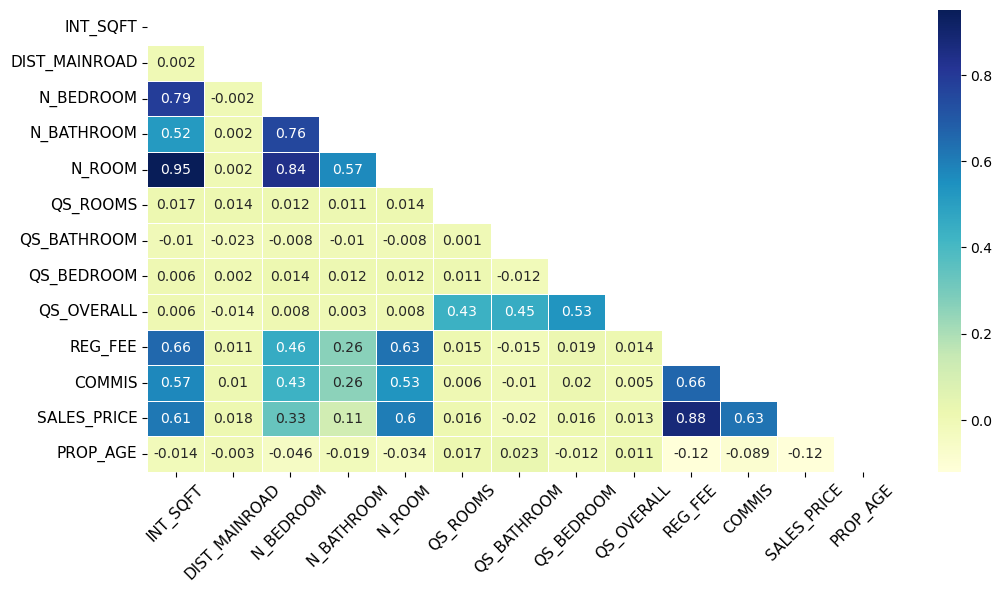 INT_SQFT
DIST_MAINROAD 0.002
N_BEDROOM 0.79 -0.002
N_BATHROOM 0.52 0.002 0.76
N_ROOM 0.95 0.002 0.84 0.57
QS_ROOMS 0.017 0.014 0.012 0.011 0.014
QS_BATHROOM -0.01 -0.023 -0.008 -0.01 -0.008 0.001
QS_BEDROOM 0.006 0.002 0.014 0.012 0.012 0.011 -0.012
QS_OVERALL 0.006 -0.014 0.008 0.003 0.008 0.43 0.45 0.53
REG_FEE 0.66 0.011 0.46 0.26 0.63 0.015 -0.015 0.019 0.014
COMMIS 0.57 0.01 0.43 0.26 0.53 0.006 -0.01 0.02 0.005 0.66
SALES_PRICE 0.61 0.018 0.33 0.11 0.6 0.016 -0.02 0.016 0.013 0.88 0.63
PROP_AGE -0.014 -0.003 -0.046 -0.019 -0.034 0.017 0.023 -0.012 0.011 -0.12 -0.089 -0.12
INT_SQFT DIST_MAINROAD N_BEDROOM N_BATHROOM N_ROOM QS_ROOMS QS_BATHROOM QS_BEDROOM QS_OVERALL REG_FEE COMMIS SALES_PRICE PROP_AGE
0.8
0.6
0.4
0.2
0.0